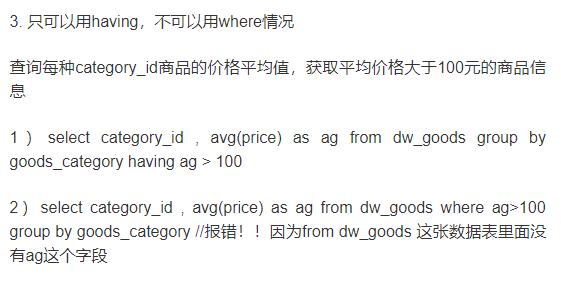 3. 只可以用having，不可以用where情况
查询每种category_id商品的价格平均值，获取平均价格大于100元的商品信
息
1） select category_id , avg(price) as ag from dw_goods group by
goods_category having ag > 100
2）select category_id , avg(price) as ag from dw_goods where ag>100
group by goods_category //报错！！因为from dw_goods 这张数据表里面没
有ag这个字段